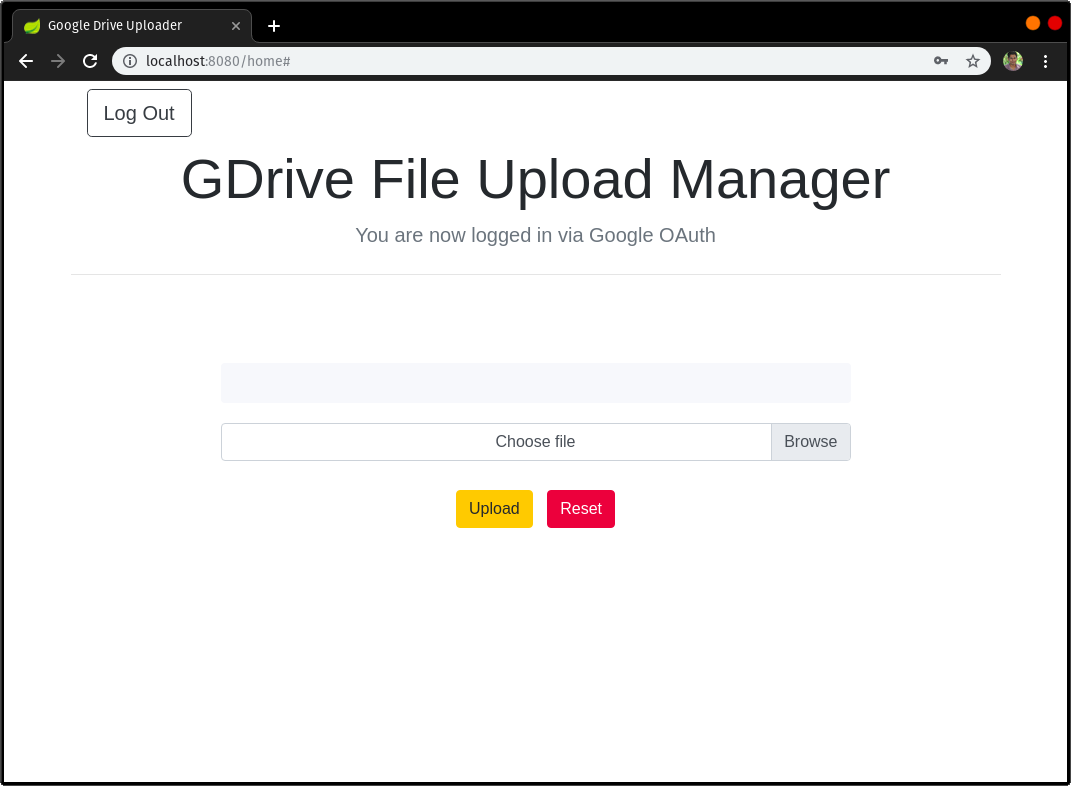 Google Drive Uploader
localhost:8080/home#
Log Out
GDrive File Upload Manager
You are now logged in via Google OAuth
Choose file Browse
Upload Reset